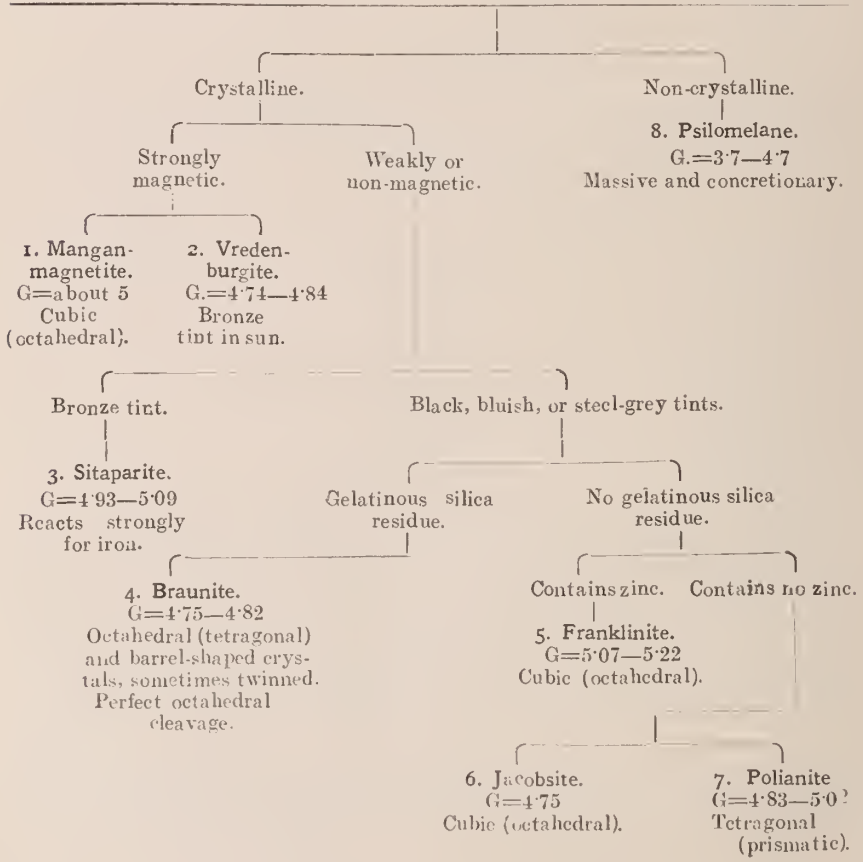 Crystalline.
Non-crystalline.
8. Psilomelane.
G.=3·7—4·7
Massive and concretionary.
Strongly
magnetic.
Weakly or
non-magnetic.
1. Mangan-
magnetite.
G=about 5
Cubic
(octahedral).
2. Vreden-
burgite.
G.=4·74—4·84
Bronze
tint in sun.
Bronze tint.
Black, bluish, or steel-grey tints.
3. Sitaparite.
G=4·93—5·09
Reacts strongly
for iron.
Gelatinous silica
residue.
No gelatinous silica
residue.
4. Braunite.
G=4·75—4·82
Octahedral (tetragonal)
and barrel-shaped crys-
tals, sometimes twinned.
Perfect octahedral
cleavage.
Contains zinc.
Contains no zinc.
5. Franklinite.
G=5·07—5·22
Cubic (octahedral).
6. Jacobsite.
G=4·75
Cubic (octahedral).
7. Polianite
G=4·83—5·0?
Tetragonal
(prismatic).